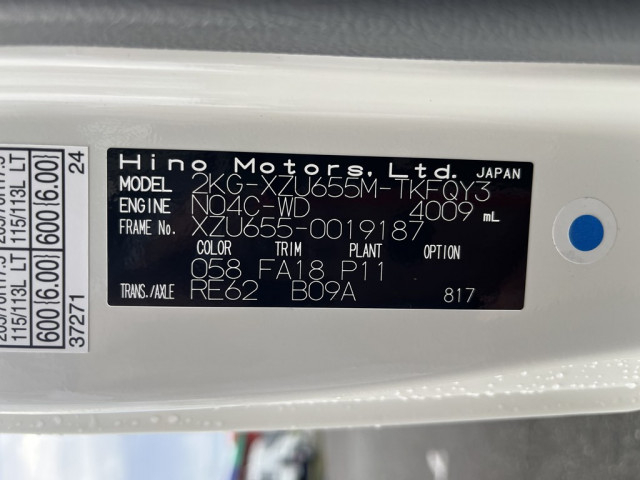 Hino Motors, Ltd. JAPAN
MODEL 2KG-XZU655M-TKFQY3
ENGINE N04C-WD 4009 mL
FRAME No. XZU655-0019187
COLOR TRIM PLANT OPTION
058 FA18 P11
TRANS./AXLE RE62 B09A 817
115/113L LT
600{6.00}
37271
115/113L LT
600{6.00}
24